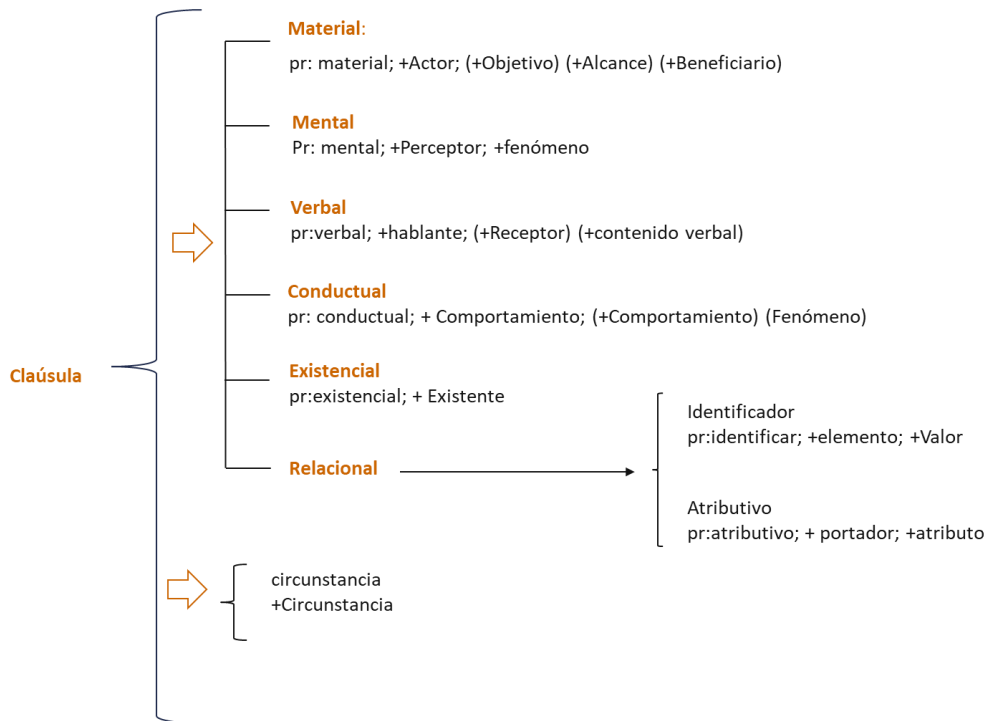 Material:
pr: material; +Actor; (+Objetivo) (+Alcance) (+Beneficiario)
Mental
Pr: mental; +Perceptor; +fenómeno
Verbal
pr:verbal; +hablante; (+Receptor) (+contenido verbal)
Conductual
pr: conductual; + Comportamiento; (+Comportamiento) (Fenómeno)
Claúsula
Existencial
pr:existencial; + Existente
Relacional
Identificador
pr:identificar; +elemento; +Valor
Atributivo
pr:atributivo; + portador; +atributo
circunstancia
+Circunstancia